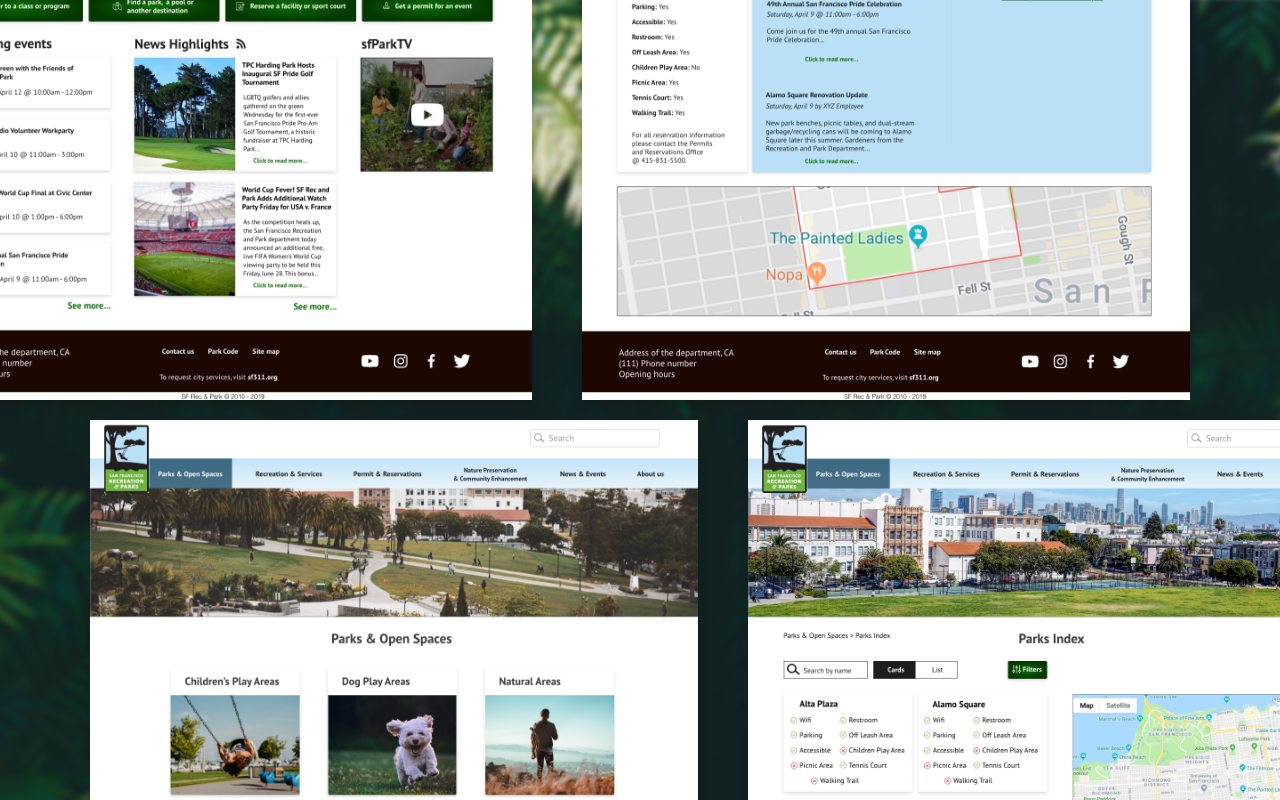 er to a class or program
Find a park, a pool or
another destination
Reserve a facility or sport court
Get a permit for an event
ng events
reen with the Friends of
Park
April 12 @ 10:00am - 12:00pm
dio Volunteer Workparty
ril 10 @ 11:00am - 3:00pm
World Cup Final at Civic Center
pril 10 @ 1:00pm - 6:00pm
ual San Francisco Pride
on
April 9 @ 11:00am - 6:00pm
See more...
News Highlights
TPC Harding Park Hosts
Inaugural SF Pride Golf
Tournament
LGBTQ golfers and allies
gathered on the green
Wednesday for the first-ever
San Francisco Pride Pro-Am
Golf Tournament, a historic
fundraiser at TPC Harding
Park...
Click to read more...
World Cup Fever! SF Rec and
Park Adds Additional Watch
Party Friday for USA v. France
As the competition heats up,
the San Francisco Recreation
and Park department today
announced an additional free,
live FIFA Women's World Cup
viewing party to be held this
Friday, June 28. This bonus...
Click to read more...
See more...
sfParkTV
he department, CA
number
urs
Contact us
Park Code
Site map
To request city services, visit sf311.org
SF Rec & Park © 2010 - 2019
Parking: Yes
Accessible: Yes
Restroom: Yes
Off Leash Area: Yes
Children Play Area: No
Picnic Area: Yes
Tennis Court: Yes
Walking Trail: Yes
For all reservation information
please contact the Permits
and Reservations Office
@ 415-831-5500.
49th Annual San Francisco Pride Celebration
Saturday, April 9 @ 11:00am - 6:00pm
Come join us for the 49th annual San Francisco
Pride Celebration...
Click to read more...
Alamo Square Renovation Update
Saturday, April 9 by XYZ Employee
New park benches, picnic tables, and dual-stream
garbage/recycling cans will be coming to Alamo
Square later this summer. Gardeners from the
Recreation and Park Department...
Click to read more...
The Painted Ladies
Nopa
Fell St
Fell St
Gough St
San F
Address of the department, CA
(111) Phone number
Opening hours
Contact us
Park Code
Site map
To request city services, visit sf311.org
SF Rec & Park © 2010 - 2019
SAN FRANCISCO
RECREATION
& PARKS
Search
Parks & Open Spaces
Recreation & Services
Permit & Reservations
Nature Preservation
& Community Enhancement
News & Events
About us
Parks & Open Spaces
Children's Play Areas
Dog Play Areas
Natural Areas
SAN FRANCISCO
RECREATION
& PARKS
Search
Parks & Open Spaces
Recreation & Services
Permit & Reservations
Nature Preservation
& Community Enhancement
News & Events
Parks & Open Spaces > Parks Index
Parks Index
Search by name
Cards
List
Filters
Alta Plaza
Wifi
Restroom
Parking
Off Leash Area
Accessible
Children Play Area
Picnic Area
Tennis Court
Walking Trail
Alamo Square
Wifi
Restroom
Parking
Off Leash Area
Accessible
Children Play Area
Picnic Area
Tennis Court
Walking Trail
Map
Satellite